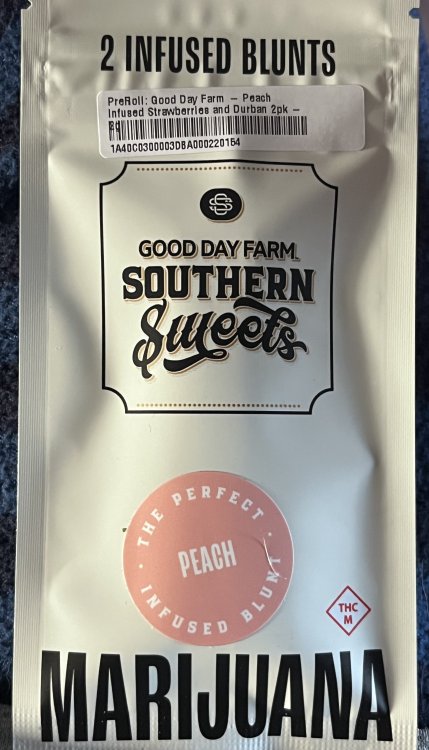 2 INFUSED BLUNTS
PreRoll: Good Day Farm – Peach
Infused Strawberries and Durban 2pk –
1A40C0300003D8A000220154
GOOD DAY FARM
SOUTHERN
Sweets
THE PERFECT
PEACH
INFUSED BLUNT
THC
M
MARIJUANA